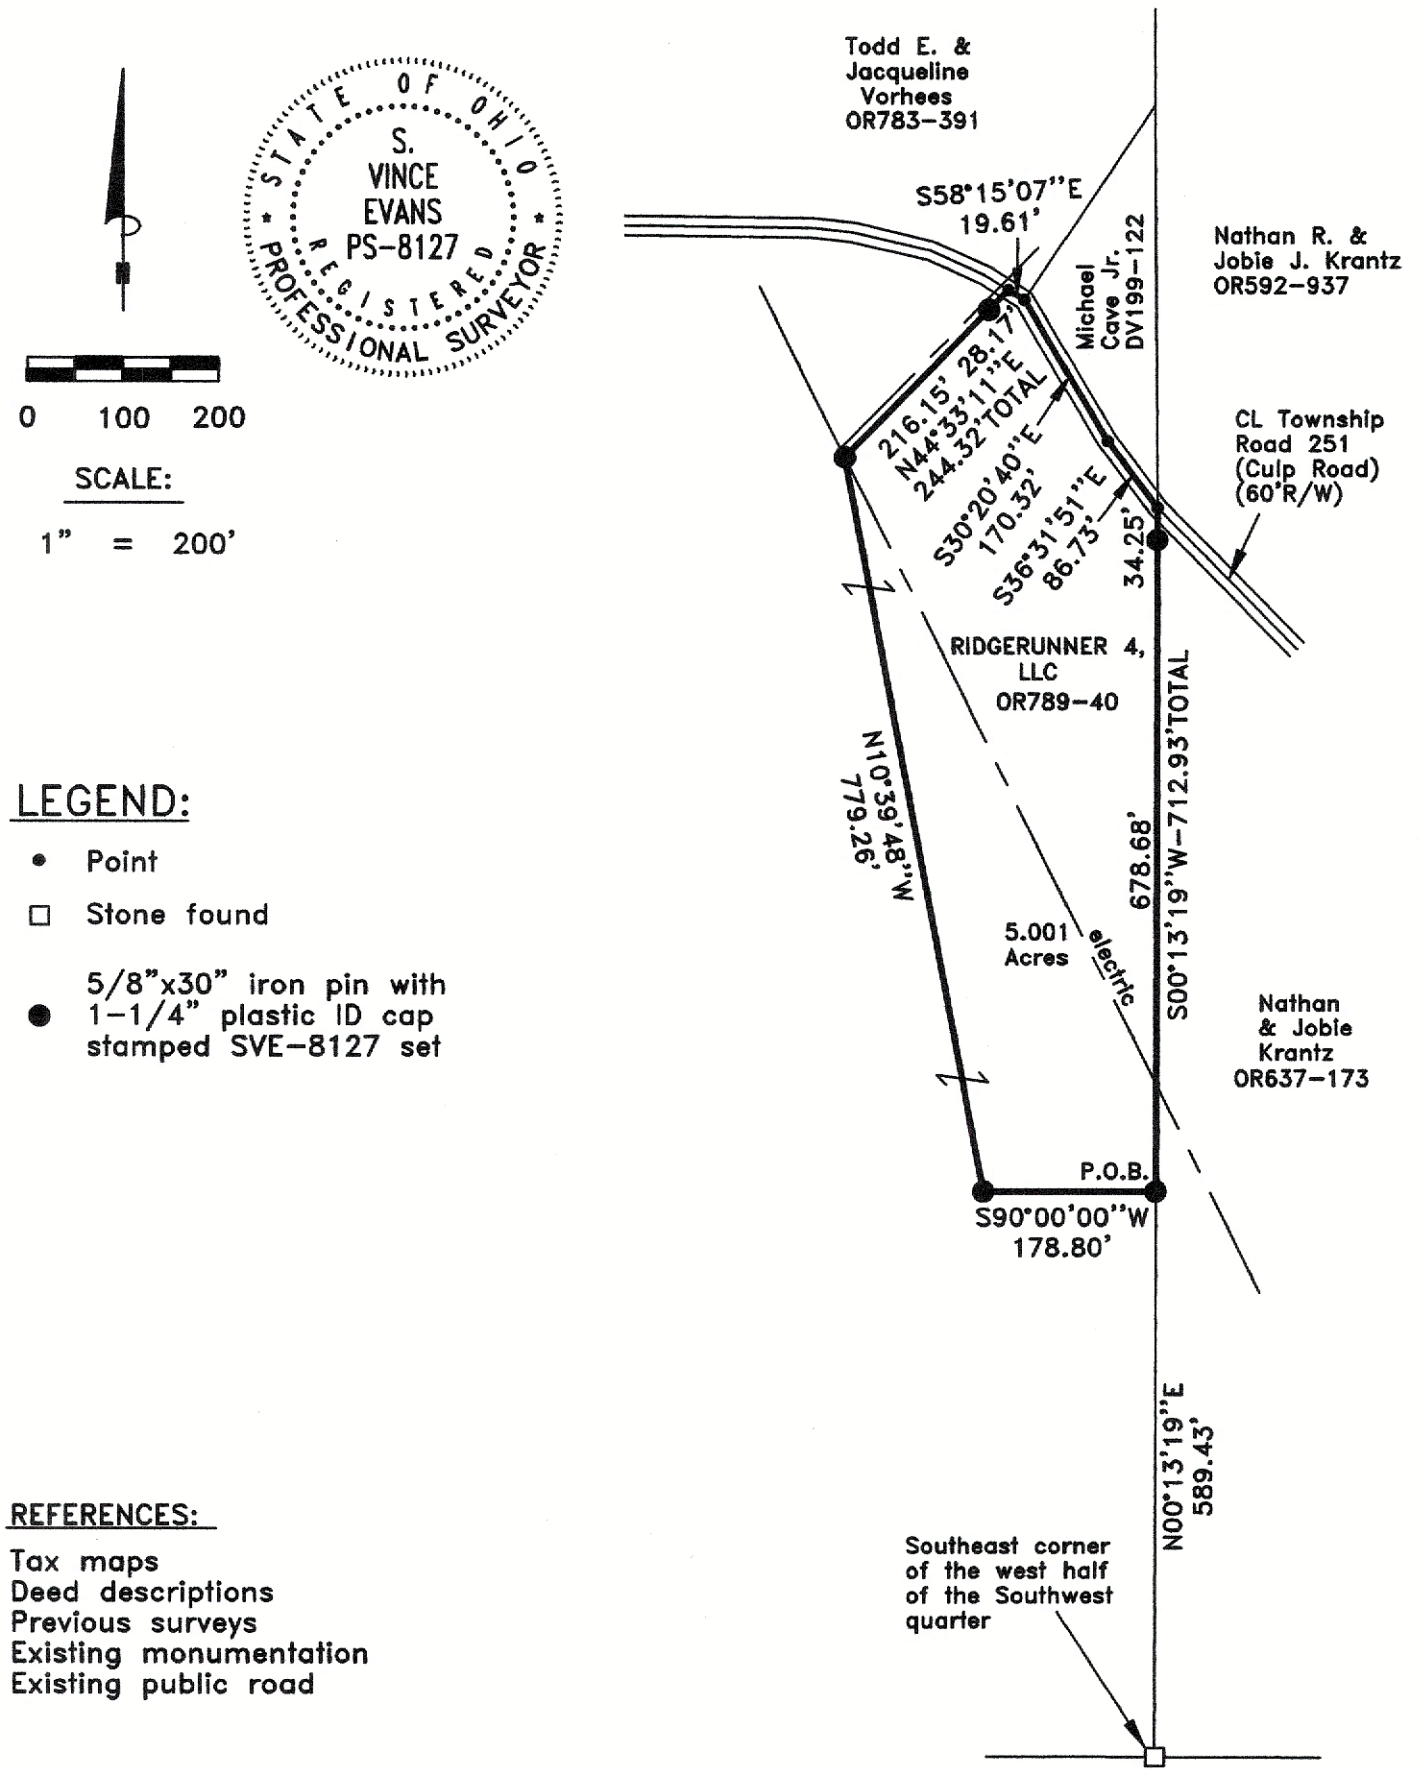 STATE OF OHIO
S.
VINCE
EVANS
PS-8127
REGISTERED
* PROFESSIONAL SURVEYOR *
0 100 200
SCALE:
1" = 200'
Todd E. &
Jacqueline
Vorhees
OR783-391
S58°15'07"E
19.61'
Michael
Cave Jr.
DV199-122
Nathan R. &
Jobie J. Krantz
OR592-937
CL Township
Road 251
(Culp Road)
(60'R/W)
216.15' 28.17'
N44°33'11"E
244.32'TOTAL
S30°20'40"E
170.32'
S36°31'51"E
86.73'
34.25'
RIDGERUNNER 4,
LLC
OR789-40
N10°39'48"W
779.26'
678.68'
S00°13'19"W-712.93'TOTAL
5.001
Acres
electric
Nathan
& Jobie
Krantz
OR637-173
P.O.B.
S90°00'00"W
178.80'
N00°13'19"E
589.43'
Southeast corner
of the west half
of the Southwest
quarter
LEGEND:
Point
Stone found
5/8"x30" iron pin with
1-1/4" plastic ID cap
stamped SVE-8127 set
REFERENCES:
Tax maps
Deed descriptions
Previous surveys
Existing monumentation
Existing public road